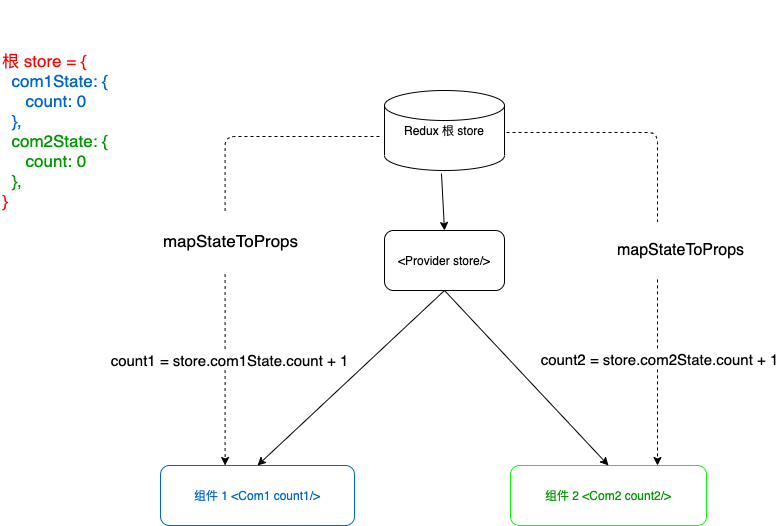 根 store = {
com1State: {
count: 0
},
com2State: {
count: 0
},
}
Redux 根 store
mapStateToProps
mapStateToProps
<Provider store/>
count1 = store.com1State.count + 1
count2 = store.com2State.count + 1
组件 1 <Com1 count1/>
组件 2 <Com2 count2/>